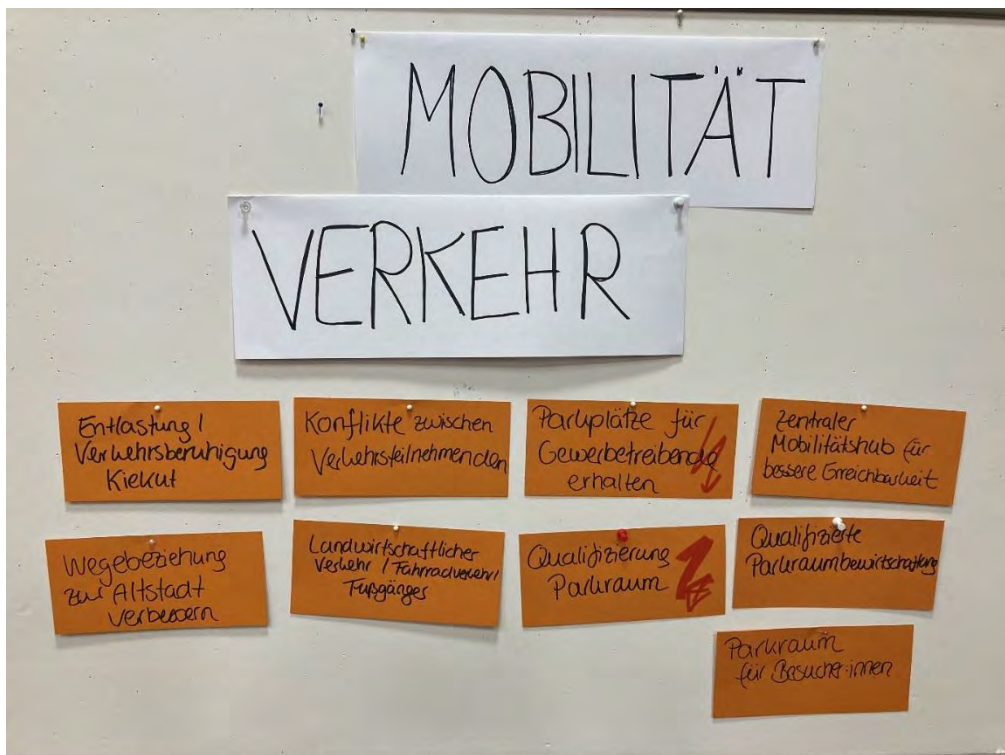 MOBILITÄT
VERKEHR
Entlastung /
Verkehrsberuhigung
Kiekut
Konflikte zwischen
Verkehrsteilnehmenden
Parkplätze für
Gewerbetreibende
erhalten
Zentraler
Mobilitätshub für
bessere Erreichbarkeit
Wegebeziehung
zur Altstadt
verbessern
Landwirtschaftlicher
Verkehr / Fahrradverkehr /
Fußgänger
Qualifizierung
Parkraum
Qualifizierte
Parkraumbewirtschaftung
Parkraum
für Besucher:innen